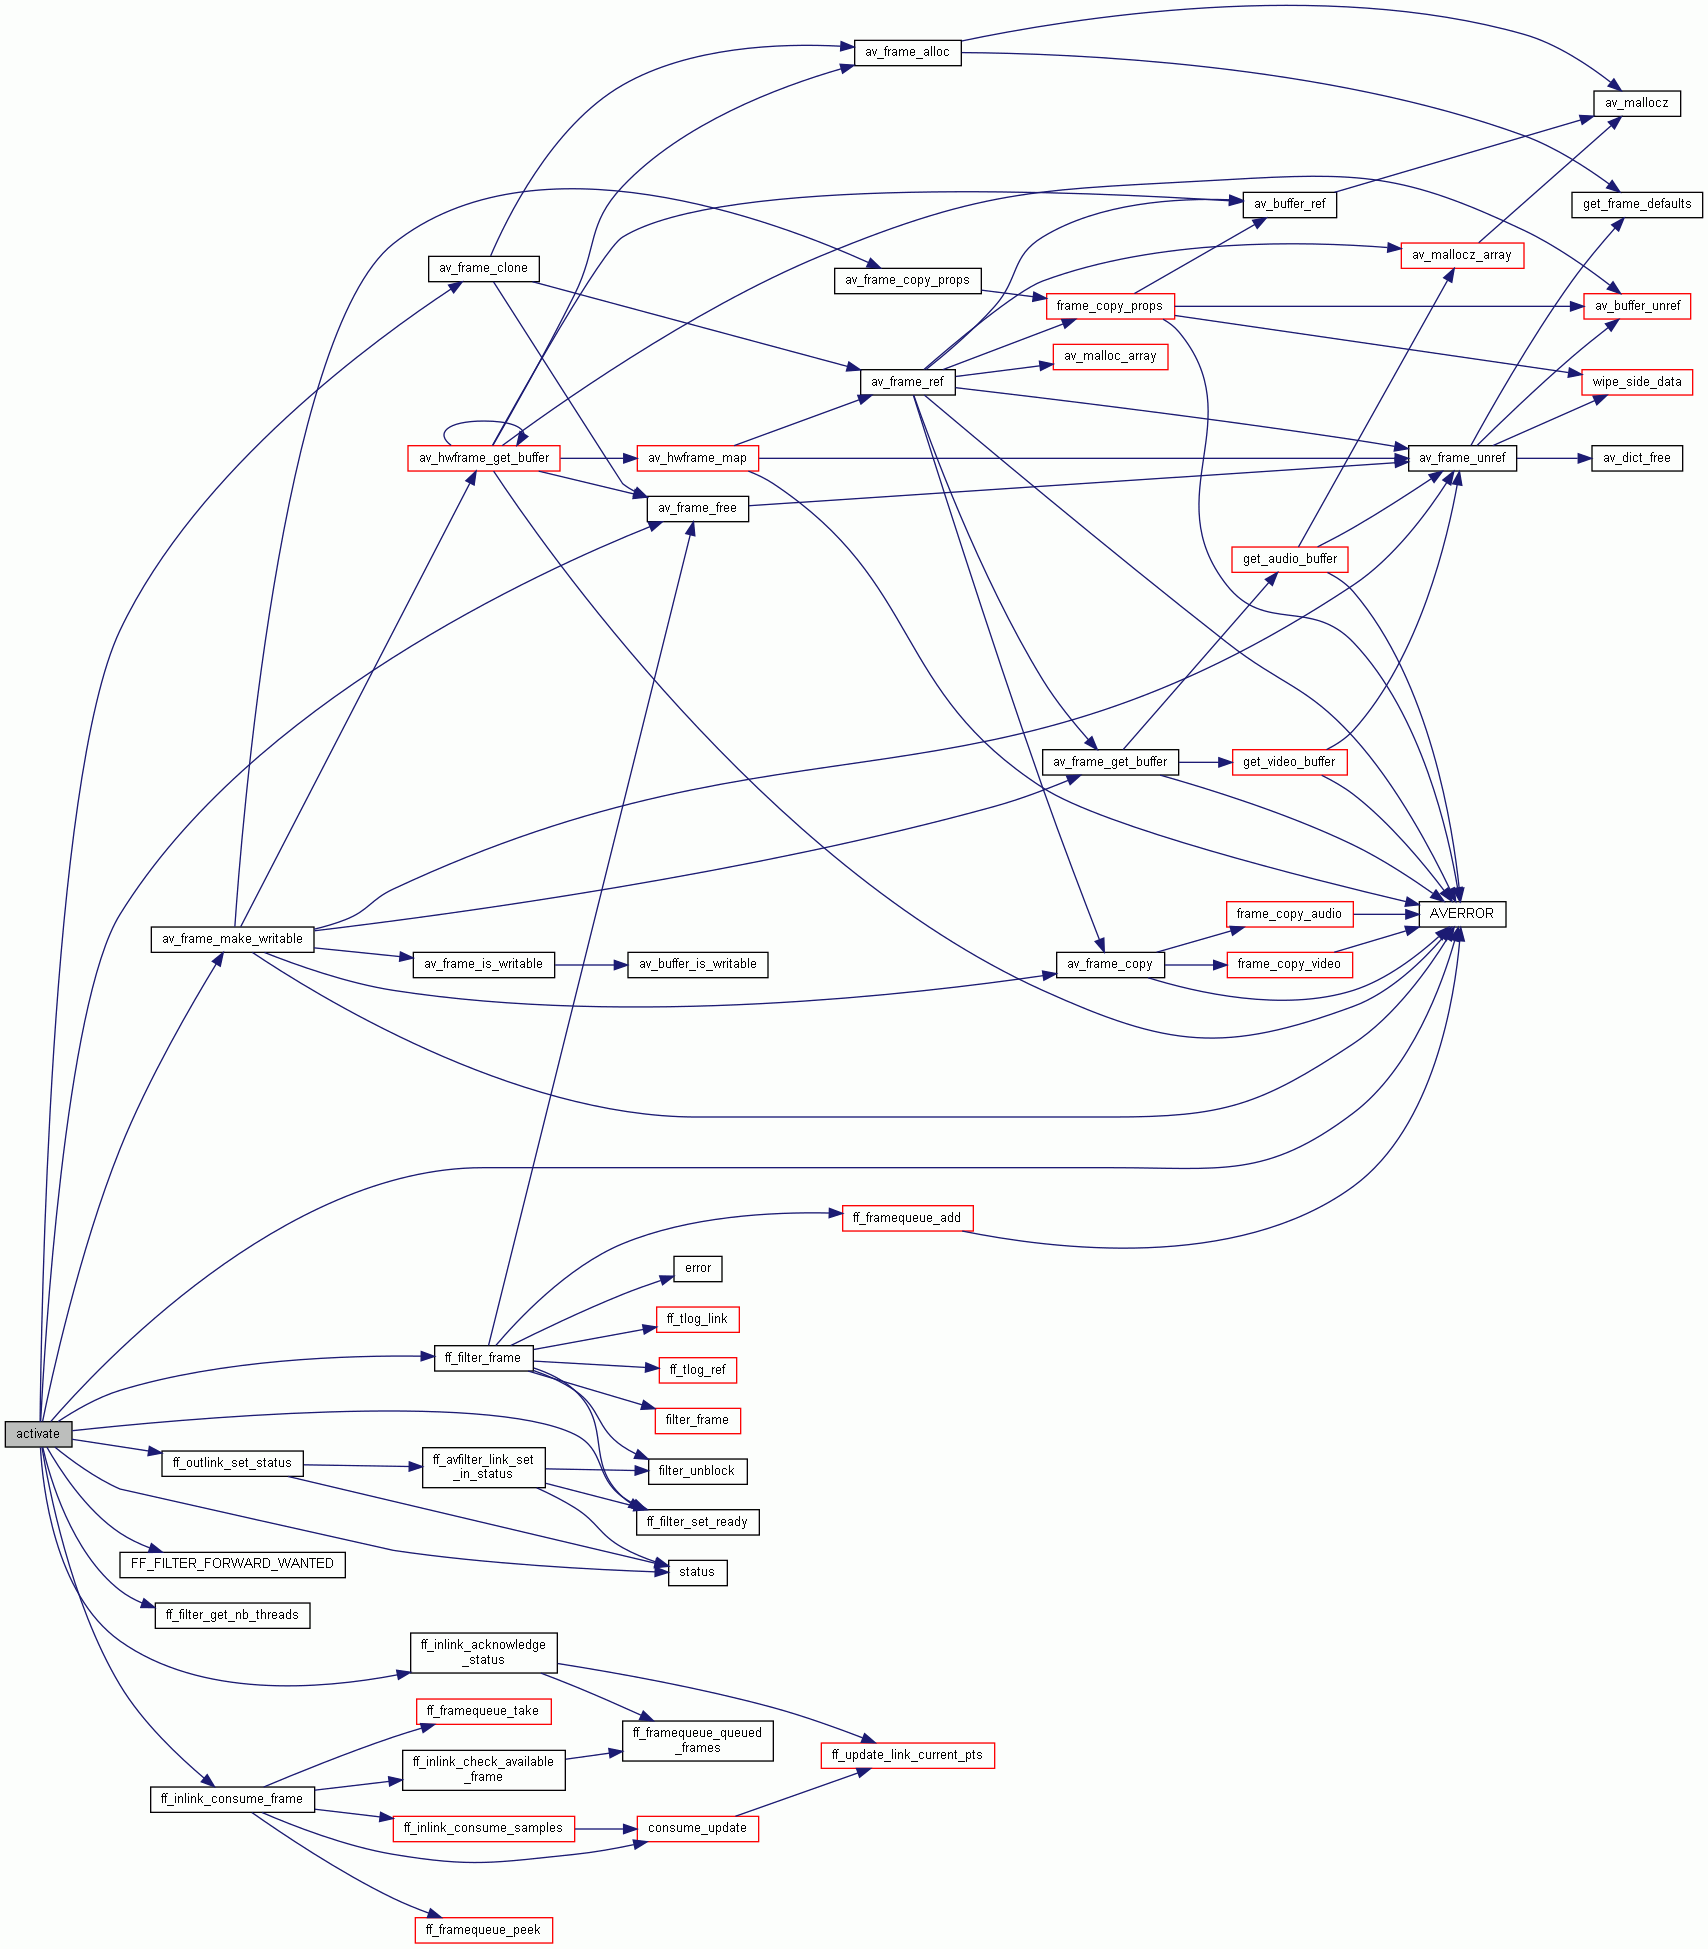 av_frame_alloc
av_mallocz
get_frame_defaults
av_buffer_ref
av_mallocz_array
av_frame_clone
av_frame_copy_props
frame_copy_props
av_buffer_unref
av_malloc_array
av_frame_ref
wipe_side_data
av_hwframe_get_buffer
av_hwframe_map
av_frame_unref
av_dict_free
av_frame_free
get_audio_buffer
av_frame_get_buffer
get_video_buffer
frame_copy_audio
AVERROR
av_frame_make_writable
av_frame_is_writable
av_buffer_is_writable
av_frame_copy
frame_copy_video
ff_framequeue_add
error
ff_tlog_link
ff_filter_frame
ff_tlog_ref
filter_frame
activate
ff_outlink_set_status
ff_avfilter_link_set
_in_status
filter_unblock
ff_filter_set_ready
FF_FILTER_FORWARD_WANTED
status
ff_filter_get_nb_threads
ff_inlink_acknowledge
_status
ff_framequeue_take
ff_framequeue_queued
_frames
ff_update_link_current_pts
ff_inlink_check_available
_frame
ff_inlink_consume_frame
ff_inlink_consume_samples
consume_update
ff_framequeue_peek